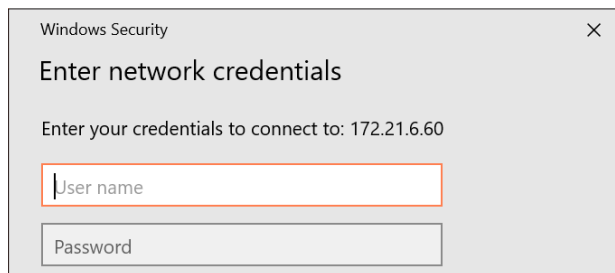 Windows Security
Enter network credentials
Enter your credentials to connect to: 172.21.6.60
User name
Password